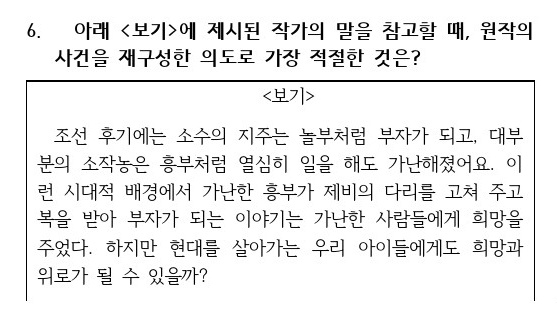 6. 아래 <보기>에 제시된 작가의 말을 참고할 때, 원작의
사건을 재구성한 의도로 가장 적절한 것은?
<보기>
조선 후기에는 소수의 지주는 놀부처럼 부자가 되고, 대부
분의 소작농은 흥부처럼 열심히 일을 해도 가난해졌어요. 이
런 시대적 배경에서 가난한 흥부가 제비의 다리를 고쳐 주고
복을 받아 부자가 되는 이야기는 가난한 사람들에게 희망을
주었다. 하지만 현대를 살아가는 우리 아이들에게도 희망과
위로가 될 수 있을까?